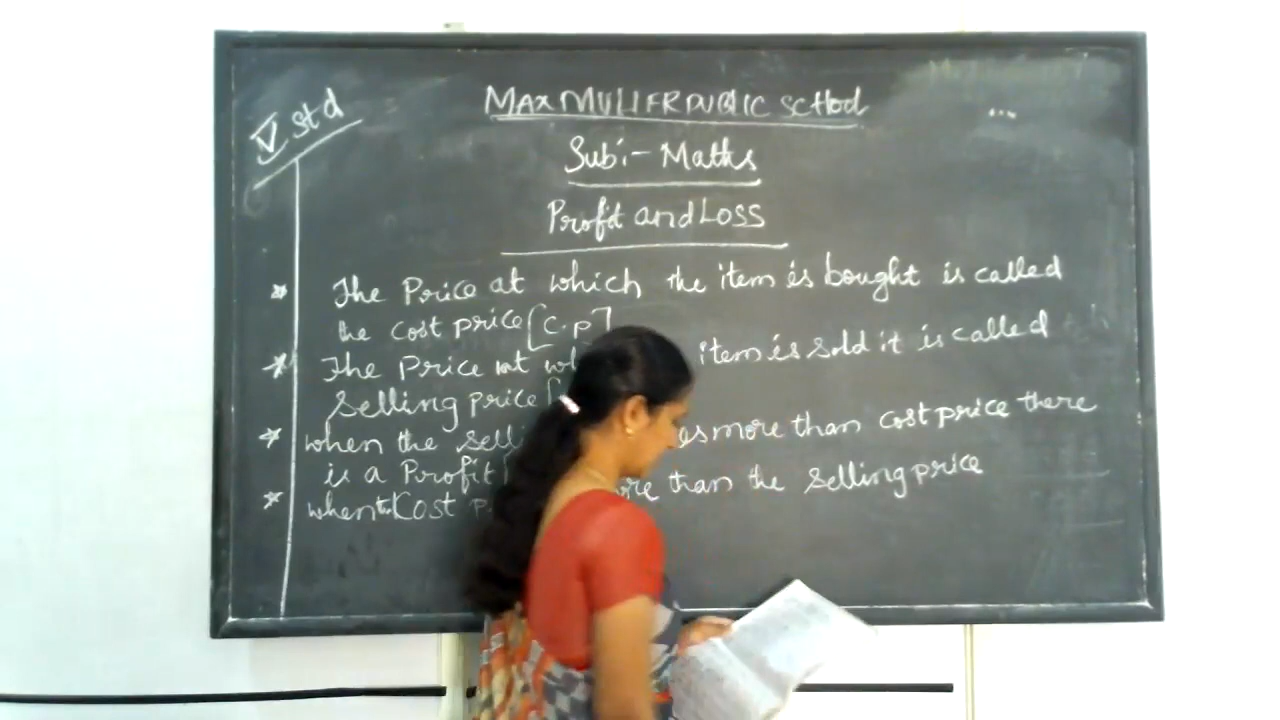 V Std
MAX MULLER PUBLIC SCHOOL
Sub:- Maths
Profit and Loss
* The Price at which the item is bought is called
the cost price [C.P]
* The Price at item is sold it is called
Selling price [
* when the more than cost price there
is a Profit
* when the Cost than the selling price